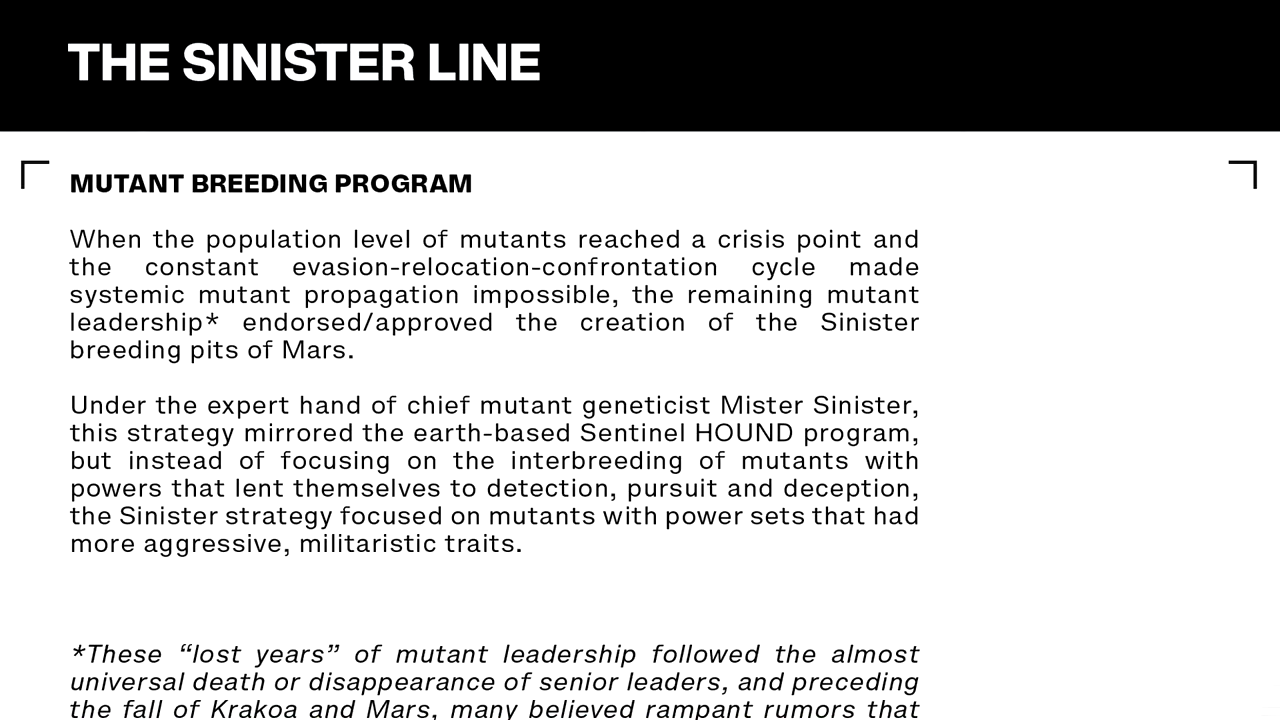 THE SINISTER LINE
MUTANT BREEDING PROGRAM
When the population level of mutants reached a crisis point and
the constant evasion-relocation-confrontation cycle made
systemic mutant propagation impossible, the remaining mutant
leadership* endorsed/approved the creation of the Sinister
breeding pits of Mars.
Under the expert hand of chief mutant geneticist Mister Sinister,
this strategy mirrored the earth-based Sentinel HOUND program,
but instead of focusing on the interbreeding of mutants with
powers that lent themselves to detection, pursuit and deception,
the Sinister strategy focused on mutants with power sets that had
more aggressive, militaristic traits.
*These “lost years” of mutant leadership followed the almost
universal death or disappearance of senior leaders, and preceding
the fall of Krakoa and Mars, many believed rampant rumors that